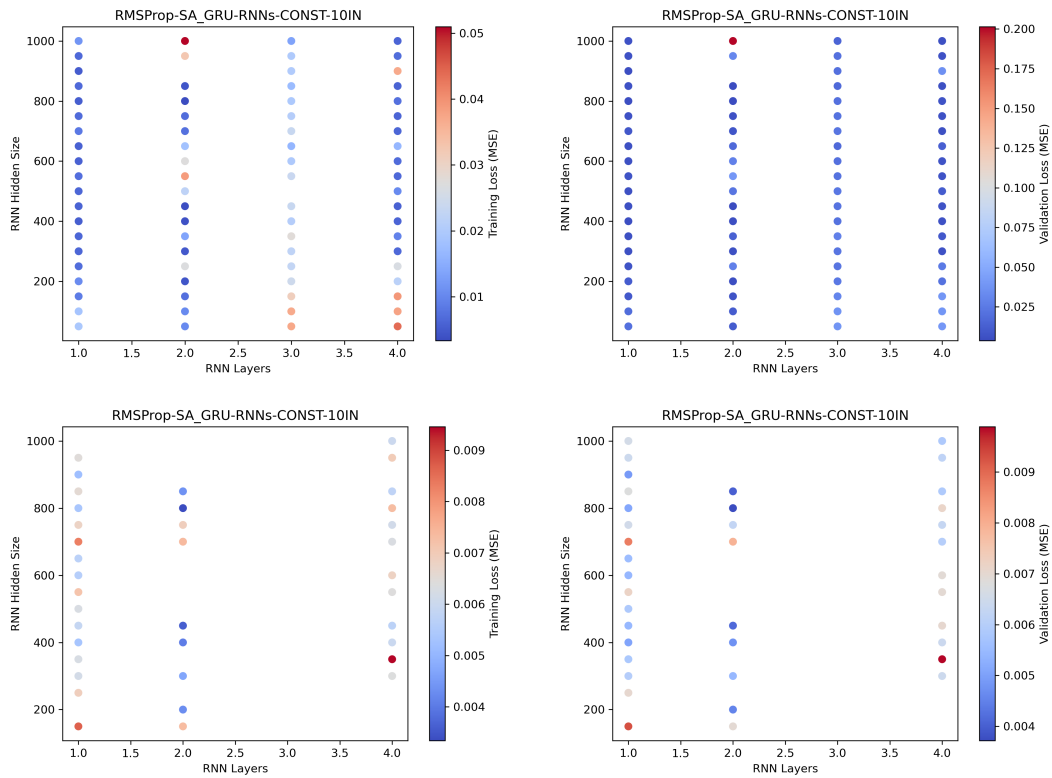 RMSProp-SA_GRU-RNNs-CONST-10IN
RNN Hidden Size
1000
800
600
400
200
1.0 1.5 2.0 2.5 3.0 3.5 4.0
RNN Layers
0.05
0.04
0.03
0.02
0.01
Training Loss (MSE)
RMSProp-SA_GRU-RNNs-CONST-10IN
RNN Hidden Size
1000
800
600
400
200
1.0 1.5 2.0 2.5 3.0 3.5 4.0
RNN Layers
0.200
0.175
0.150
0.125
0.100
0.075
0.050
0.025
Validation Loss (MSE)
RMSProp-SA_GRU-RNNs-CONST-10IN
RNN Hidden Size
1000
800
600
400
200
1.0 1.5 2.0 2.5 3.0 3.5 4.0
RNN Layers
0.009
0.008
0.007
0.006
0.005
0.004
Training Loss (MSE)
RMSProp-SA_GRU-RNNs-CONST-10IN
RNN Hidden Size
1000
800
600
400
200
1.0 1.5 2.0 2.5 3.0 3.5 4.0
RNN Layers
0.009
0.008
0.007
0.006
0.005
0.004
Validation Loss (MSE)